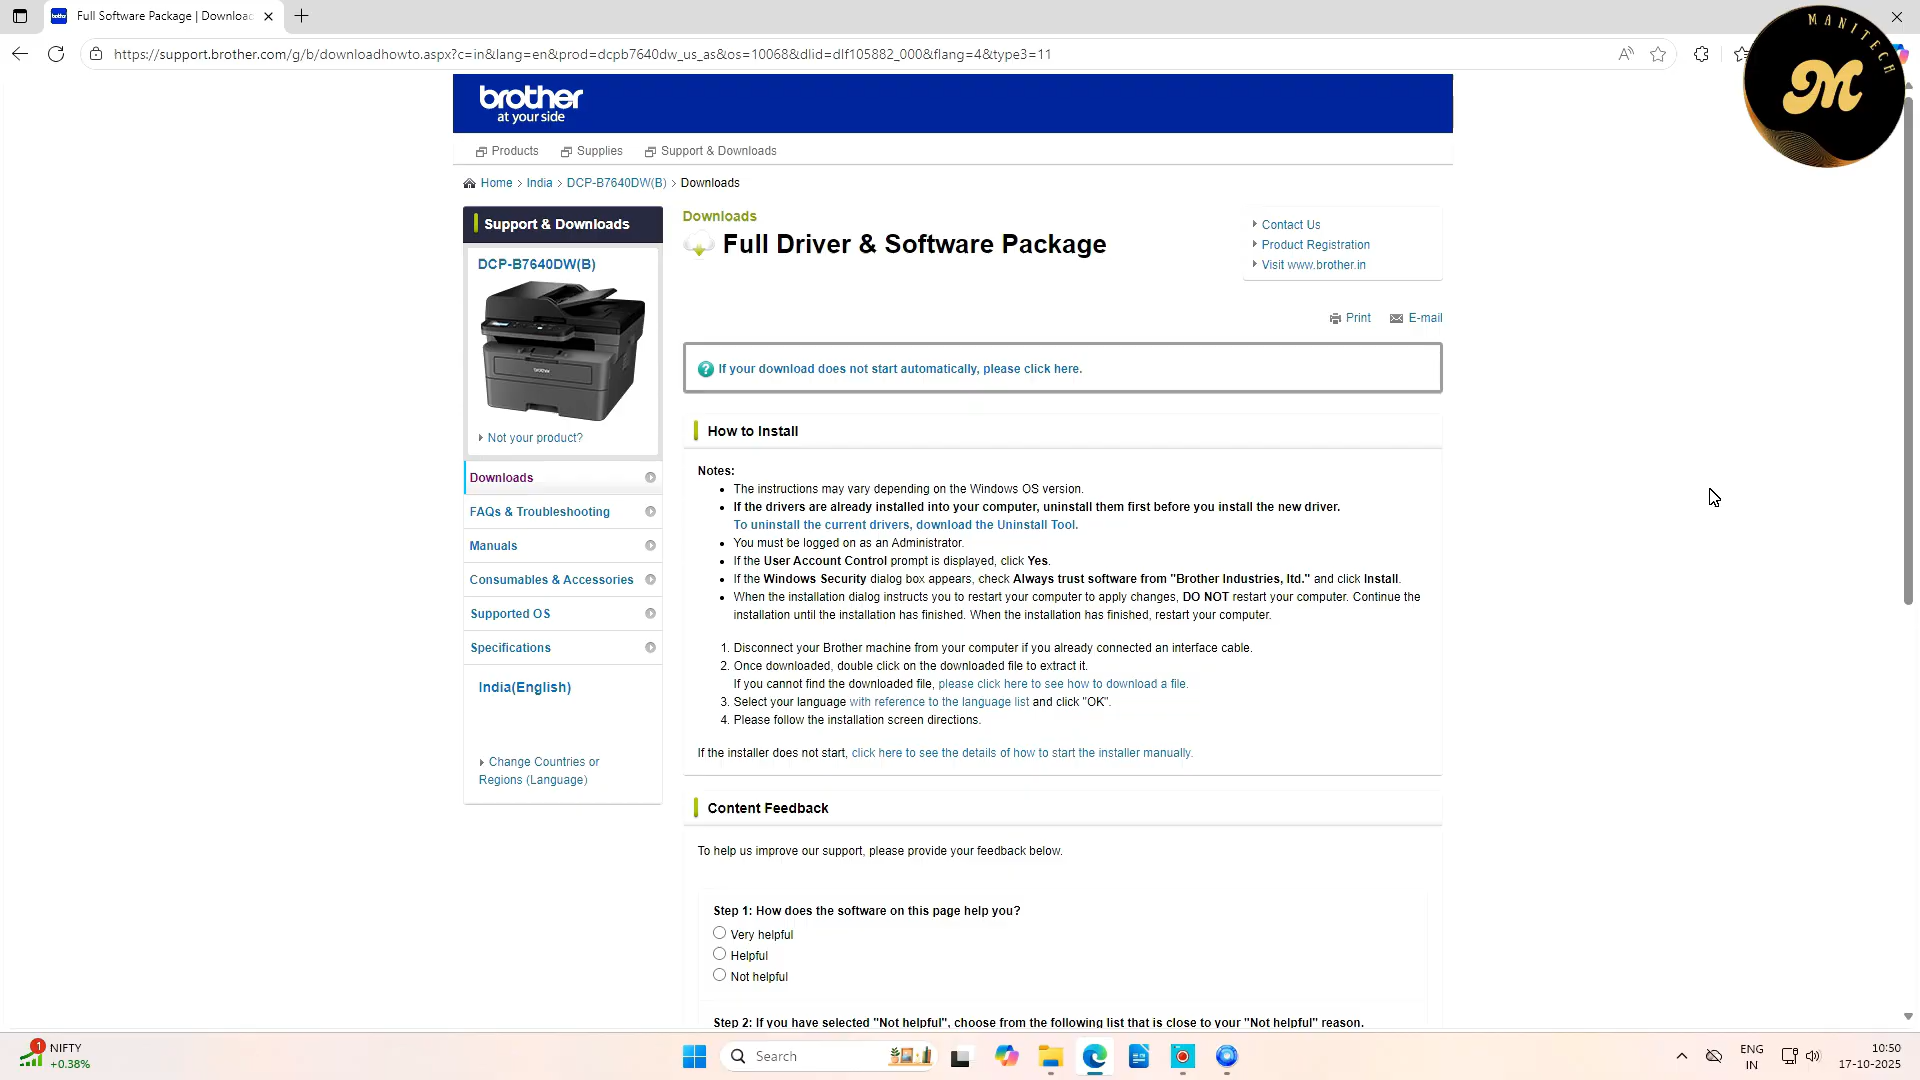 Full Software Package | Download
https://support.brother.com/g/b/downloadhowto.aspx?c=in&lang=en&prod=dcpb7640dw_us_as&os=10068&dlid=dlf105882_000&flang=4&type3=11
MANITECH
M
brother
at your side
Products
Supplies
Support & Downloads
Home > India > DCP-B7640DW(B) > Downloads
Support & Downloads
DCP-B7640DW(B)
brother
Not your product?
Downloads
FAQs & Troubleshooting
Manuals
Consumables & Accessories
Supported OS
Specifications
India(English)
Change Countries or
Regions (Language)
Downloads
Full Driver & Software Package
Contact Us
Product Registration
Visit www.brother.in
Print
E-mail
If your download does not start automatically, please click here.
How to Install
Notes:
• The instructions may vary depending on the Windows OS version.
• If the drivers are already installed into your computer, uninstall them first before you install the new driver.
To uninstall the current drivers, download the Uninstall Tool.
• You must be logged on as an Administrator.
• If the User Account Control prompt is displayed, click Yes.
• If the Windows Security dialog box appears, check Always trust software from "Brother Industries, ltd." and click Install.
• When the installation dialog instructs you to restart your computer to apply changes, DO NOT restart your computer. Continue the
installation until the installation has finished. When the installation has finished, restart your computer.
1. Disconnect your Brother machine from your computer if you already connected an interface cable.
2. Once downloaded, double click on the downloaded file to extract it.
If you cannot find the downloaded file, please click here to see how to download a file.
3. Select your language with reference to the language list and click "OK".
4. Please follow the installation screen directions.
If the installer does not start, click here to see the details of how to start the installer manually.
Content Feedback
To help us improve our support, please provide your feedback below.
Step 1: How does the software on this page help you?
Very helpful
Helpful
Not helpful
Step 2: If you have selected "Not helpful", choose from the following list that is close to your "Not helpful" reason.
1
NIFTY
+0.38%
Search
ENG
IN
10:50
17-10-2025